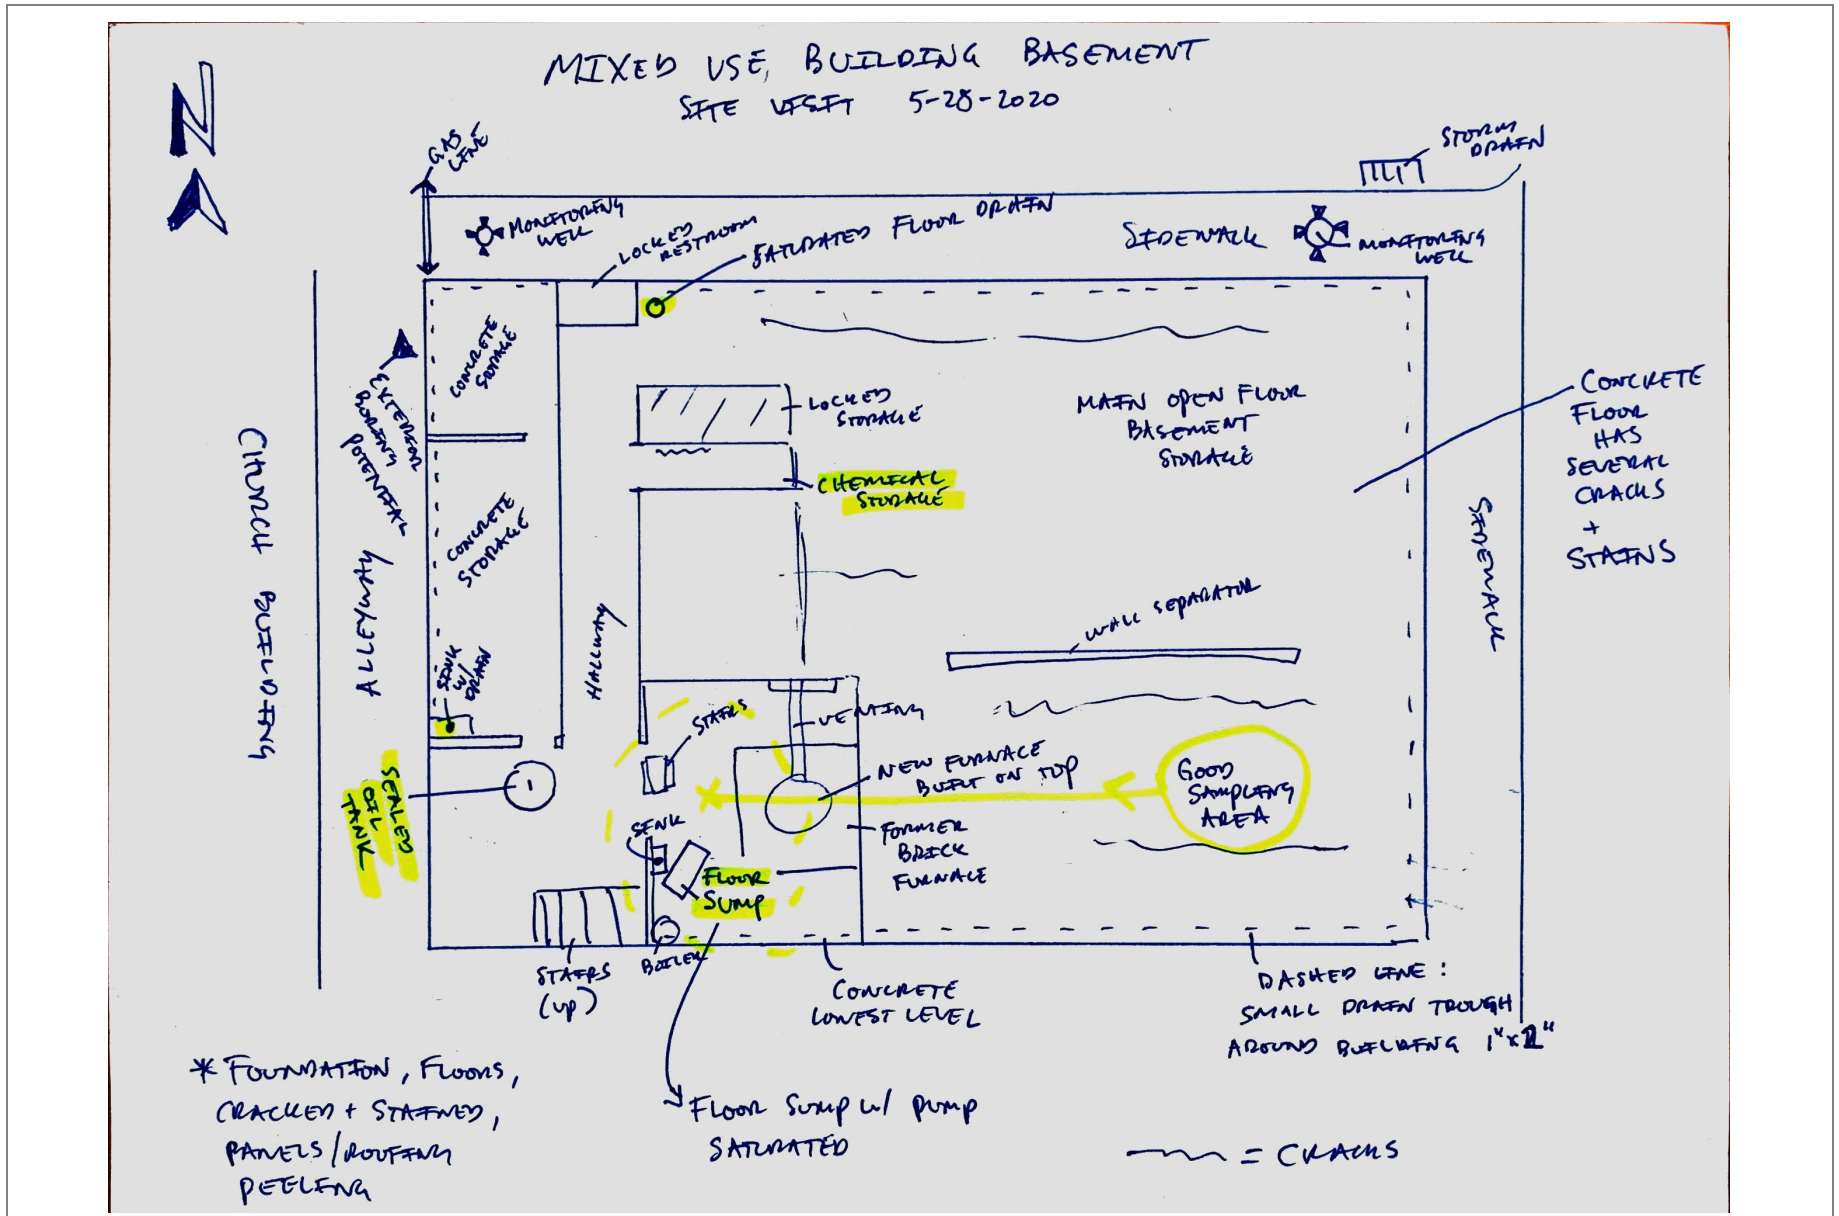 MIXED USE, BUILDING BASEMENT
SITE VISIT 5-28-2020
N
GAS
LINE
STORM
DRAIN
MONITORING
WELL
LOCKED
RESTROOM
SATURATED FLOOR DRAIN
SIDEWALK
MONITORING
WELL
CONCRETE
STORAGE
EXTERIOR
BORING
POTENTIAL
LOCKED
STORAGE
MAIN OPEN FLOOR
BASEMENT
STORAGE
CONCRETE
FLOOR
HAS
SEVERAL
CRACKS
+
STAINS
CHURCH BUILDING
ALLEYWAY
CONCRETE
STORAGE
CHEMICAL
STORAGE
SIDEWALK
HALLWAY
WALL SEPARATOR
SINK
W/
DRAIN
STAIRS
VENTING
NEW FURNACE
BUILT ON TOP
GOOD
SAMPLING
AREA
SEALED
OIL
TANK
SINK
FORMER
BRICK
FURNACE
FLOOR
SUMP
STAIRS
(UP)
BOILER
CONCRETE
LOWEST LEVEL
DASHED LINE:
SMALL DRAIN TROUGH
AROUND BUILDING 1"x2"
* FOUNDATION, FLOORS,
CRACKED + STAINED,
PANELS/ROOFING
PEELING
FLOOR SUMP W/ PUMP
SATURATED
= CRACKS